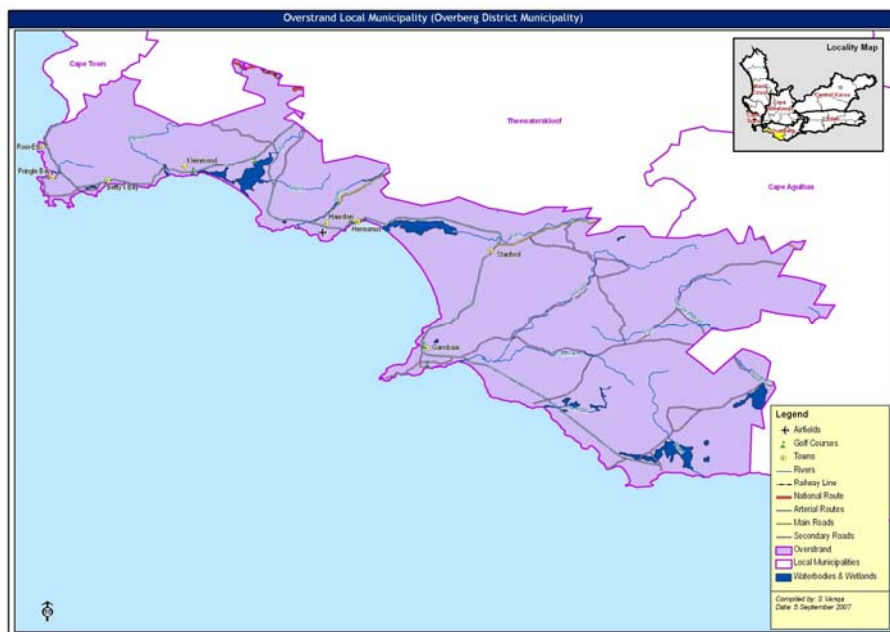 Overstrand Local Municipality (Overberg District Municipality)
Cape Town
Locality Map
Central Karoo
Theewaterskloof
Cape Agulhas
Kleinmond
Pringle Bay
Betty's Bay
Hawston
Hermanus
Stanford
Gansbaai
Legend
Airfields
Golf Courses
Towns
Rivers
Railway Line
National Route
Arterial Routes
Main Roads
Secondary Roads
Overstrand
Local Municipalities
Waterbodies & Wetlands
Compiled by: S Vanqa
Date: 5 September 2007